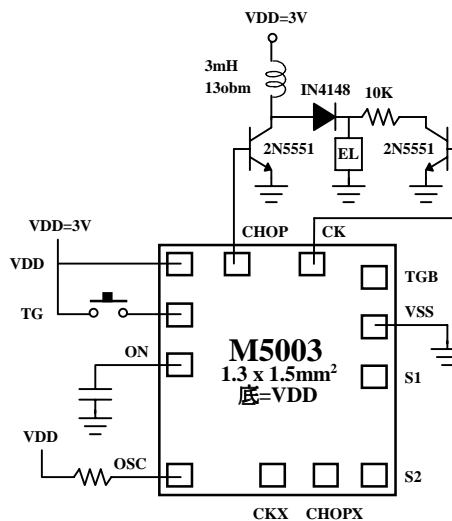 VDD=3V
3mH
13obm
IN4148
10K
2N5551
EL
2N5551
VDD=3V
CHOP
CK
VDD
TGB
TG
VSS
ON
M5003
1.3 x 1.5mm²
底=VDD
S1
VDD
OSC
S2
CKX
CHOPX